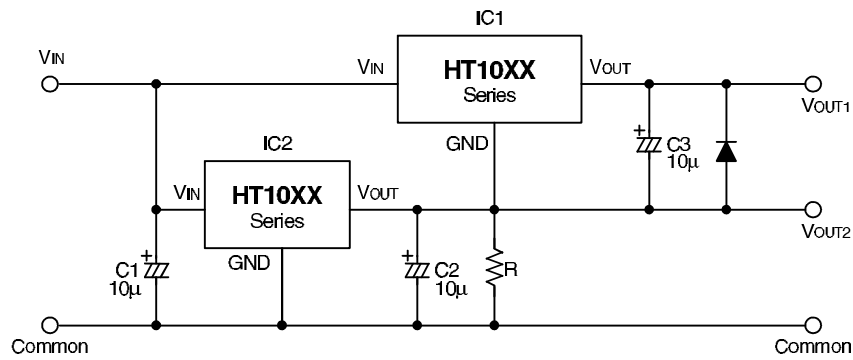 IC1
VIN
VIN
HT10XX
Series
VOUT
VOUT1
GND
C3
10μ
IC2
VIN
HT10XX
Series
VOUT
VOUT2
GND
C1
10μ
C2
10μ
R
Common
Common